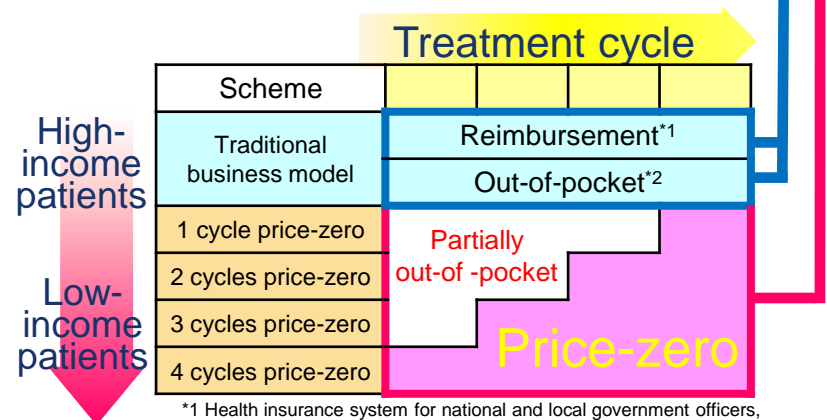 Treatment cycle
Scheme
High-
income
patients
Traditional
business model
Reimbursement*1
Out-of-pocket*2
1 cycle price-zero
Partially
out-of -pocket
2 cycles price-zero
Low-
income
patients
3 cycles price-zero
Price-zero
4 cycles price-zero
*1 Health insurance system for national and local government officers,